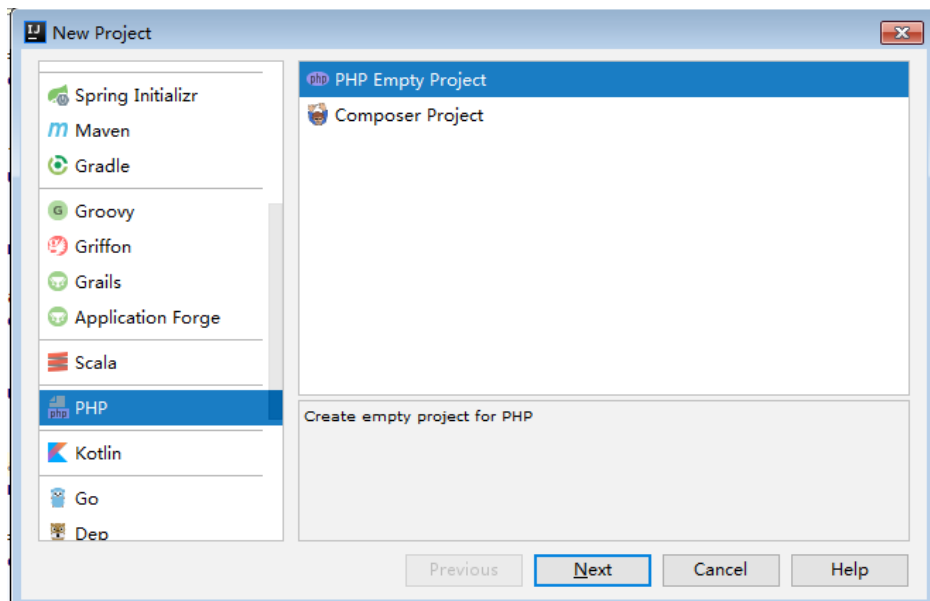 New Project
Spring Initializr
Maven
Gradle
Groovy
Griffon
Grails
Application Forge
Scala
PHP
Kotlin
Go
Dep
PHP Empty Project
Composer Project
Create empty project for PHP
Previous
Next
Cancel
Help